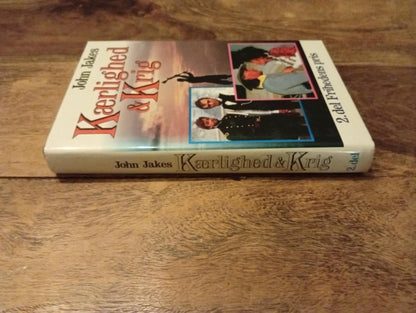 John Jakes
Kærlighed
& Krig
2. del Frihedens pris
John Jakes Kærlighed & Krig 2. del